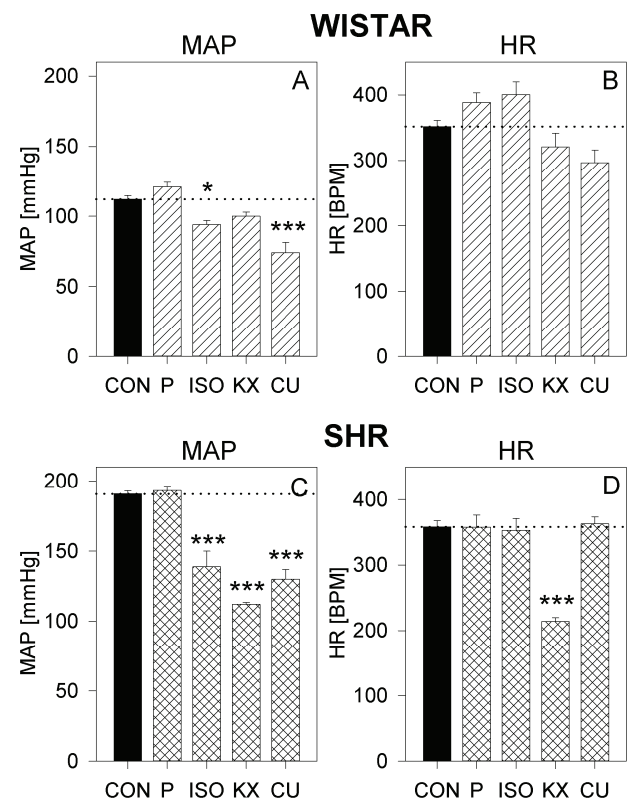 WISTAR
MAP
HR
A
B
200
150
100
50
0
MAP [mmHg]
*
***
CON P ISO KX CU
400
300
200
100
0
HR [BPM]
CON P ISO KX CU
SHR
MAP
HR
C
D
200
150
100
50
0
MAP [mmHg]
***
***
***
CON P ISO KX CU
400
300
200
100
0
HR [BPM]
***
CON P ISO KX CU